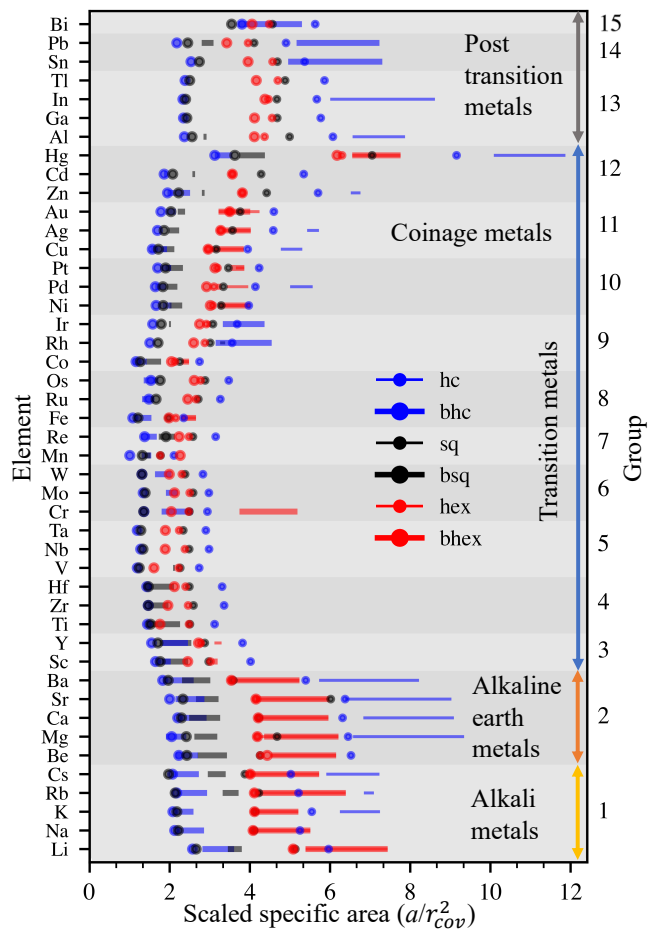 Bi
Pb
Sn
Tl
In
Ga
Al
Hg
Cd
Zn
Au
Ag
Cu
Pt
Pd
Ni
Ir
Rh
Co
Os
Ru
Fe
Re
Mn
W
Mo
Cr
Ta
Nb
V
Hf
Zr
Ti
Y
Sc
Ba
Sr
Ca
Mg
Be
Cs
Rb
K
Na
Li
Element
Post
transition
metals
Coinage metals
Transition metals
hc
bhc
sq
bsq
hex
bhex
Alkaline
earth
metals
Alkali
metals
15
14
13
12
11
10
9
8
7
6
5
4
3
2
1
Group
0 2 4 6 8 10 12
Scaled specific area (a/r²cov)